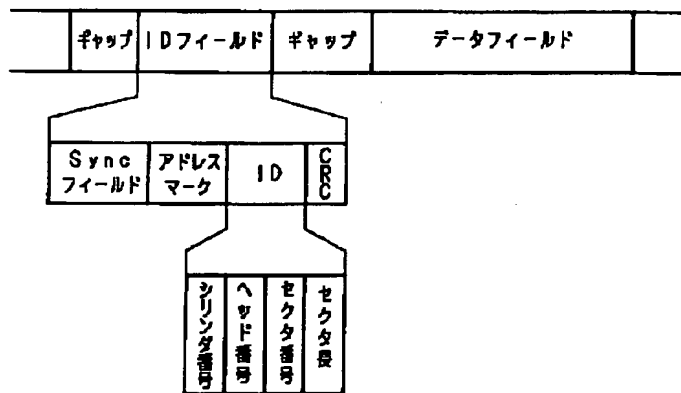 ギャップ IDフィールド ギャップ データフィールド
Sync フィールド
アドレス マーク
ID
CRC
シリンダ番号
ヘッド番号
セクタ番号
セクタ長